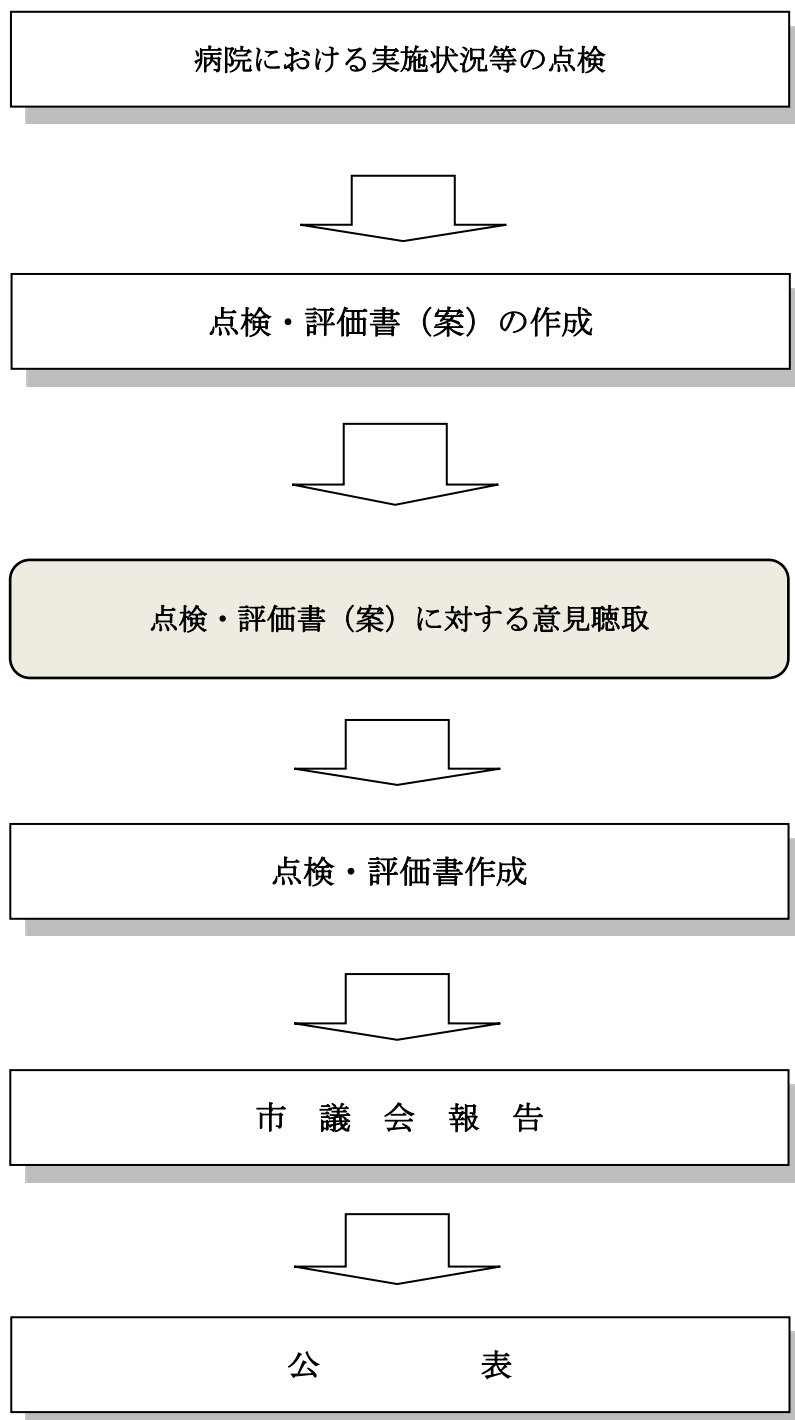 病院における実施状況等の点検
点検・評価書（案）の作成
点検・評価書（案）に対する意見聴取
点検・評価書作成
市　議　会　報　告
公　　　　　表